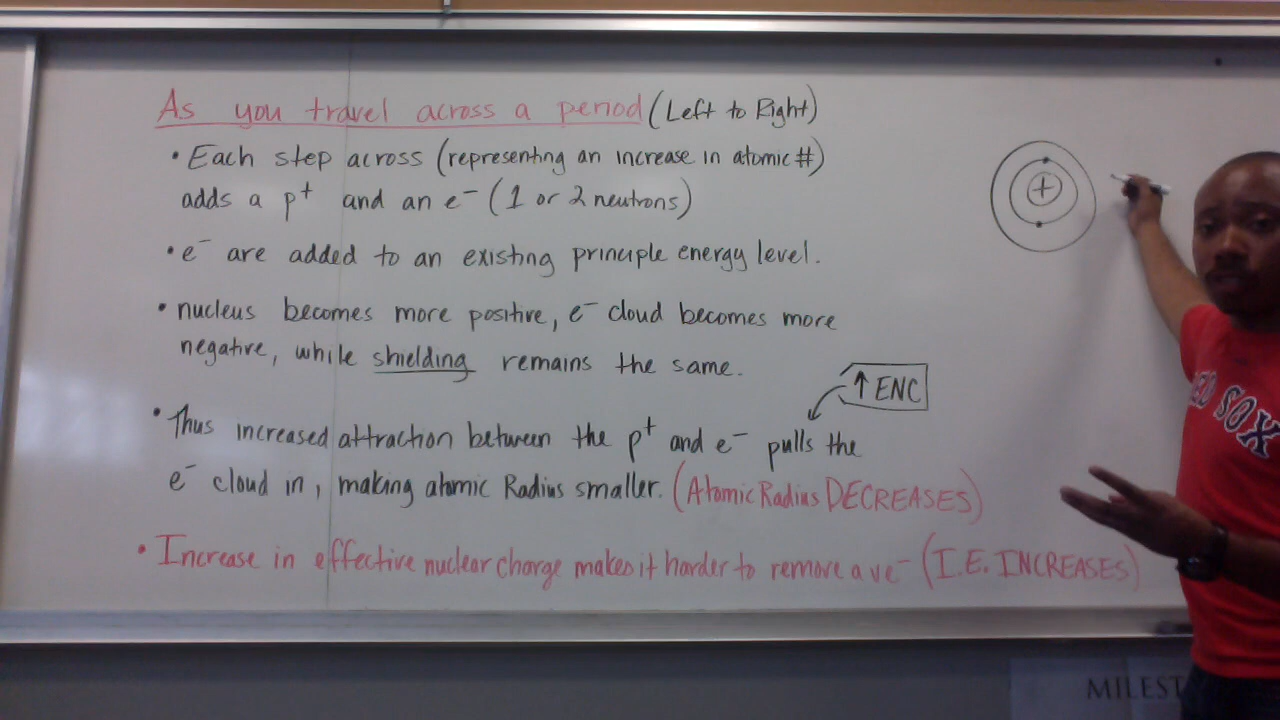 As you travel across a period (Left to Right)
• Each step across (representing an increase in atomic #)
adds a p⁺ and an e⁻ (1 or 2 neutrons)
• e⁻ are added to an existing principle energy level.
• nucleus becomes more positive, e⁻ cloud becomes more
negative, while shielding remains the same.
↑ ENC
• Thus increased attraction between the p⁺ and e⁻ pulls the
e⁻ cloud in, making atomic Radius smaller. (Atomic Radius DECREASES)
• Increase in effective nuclear charge makes it harder to remove a ve⁻ (I.E. INCREASES)
+
ED SOX
MILEST